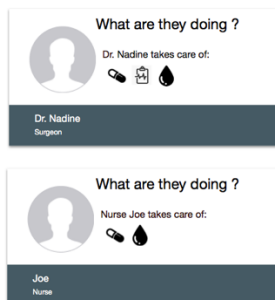 What are they doing ?
Dr. Nadine takes care of:
Dr. Nadine
Surgeon
What are they doing ?
Nurse Joe takes care of:
Joe
Nurse